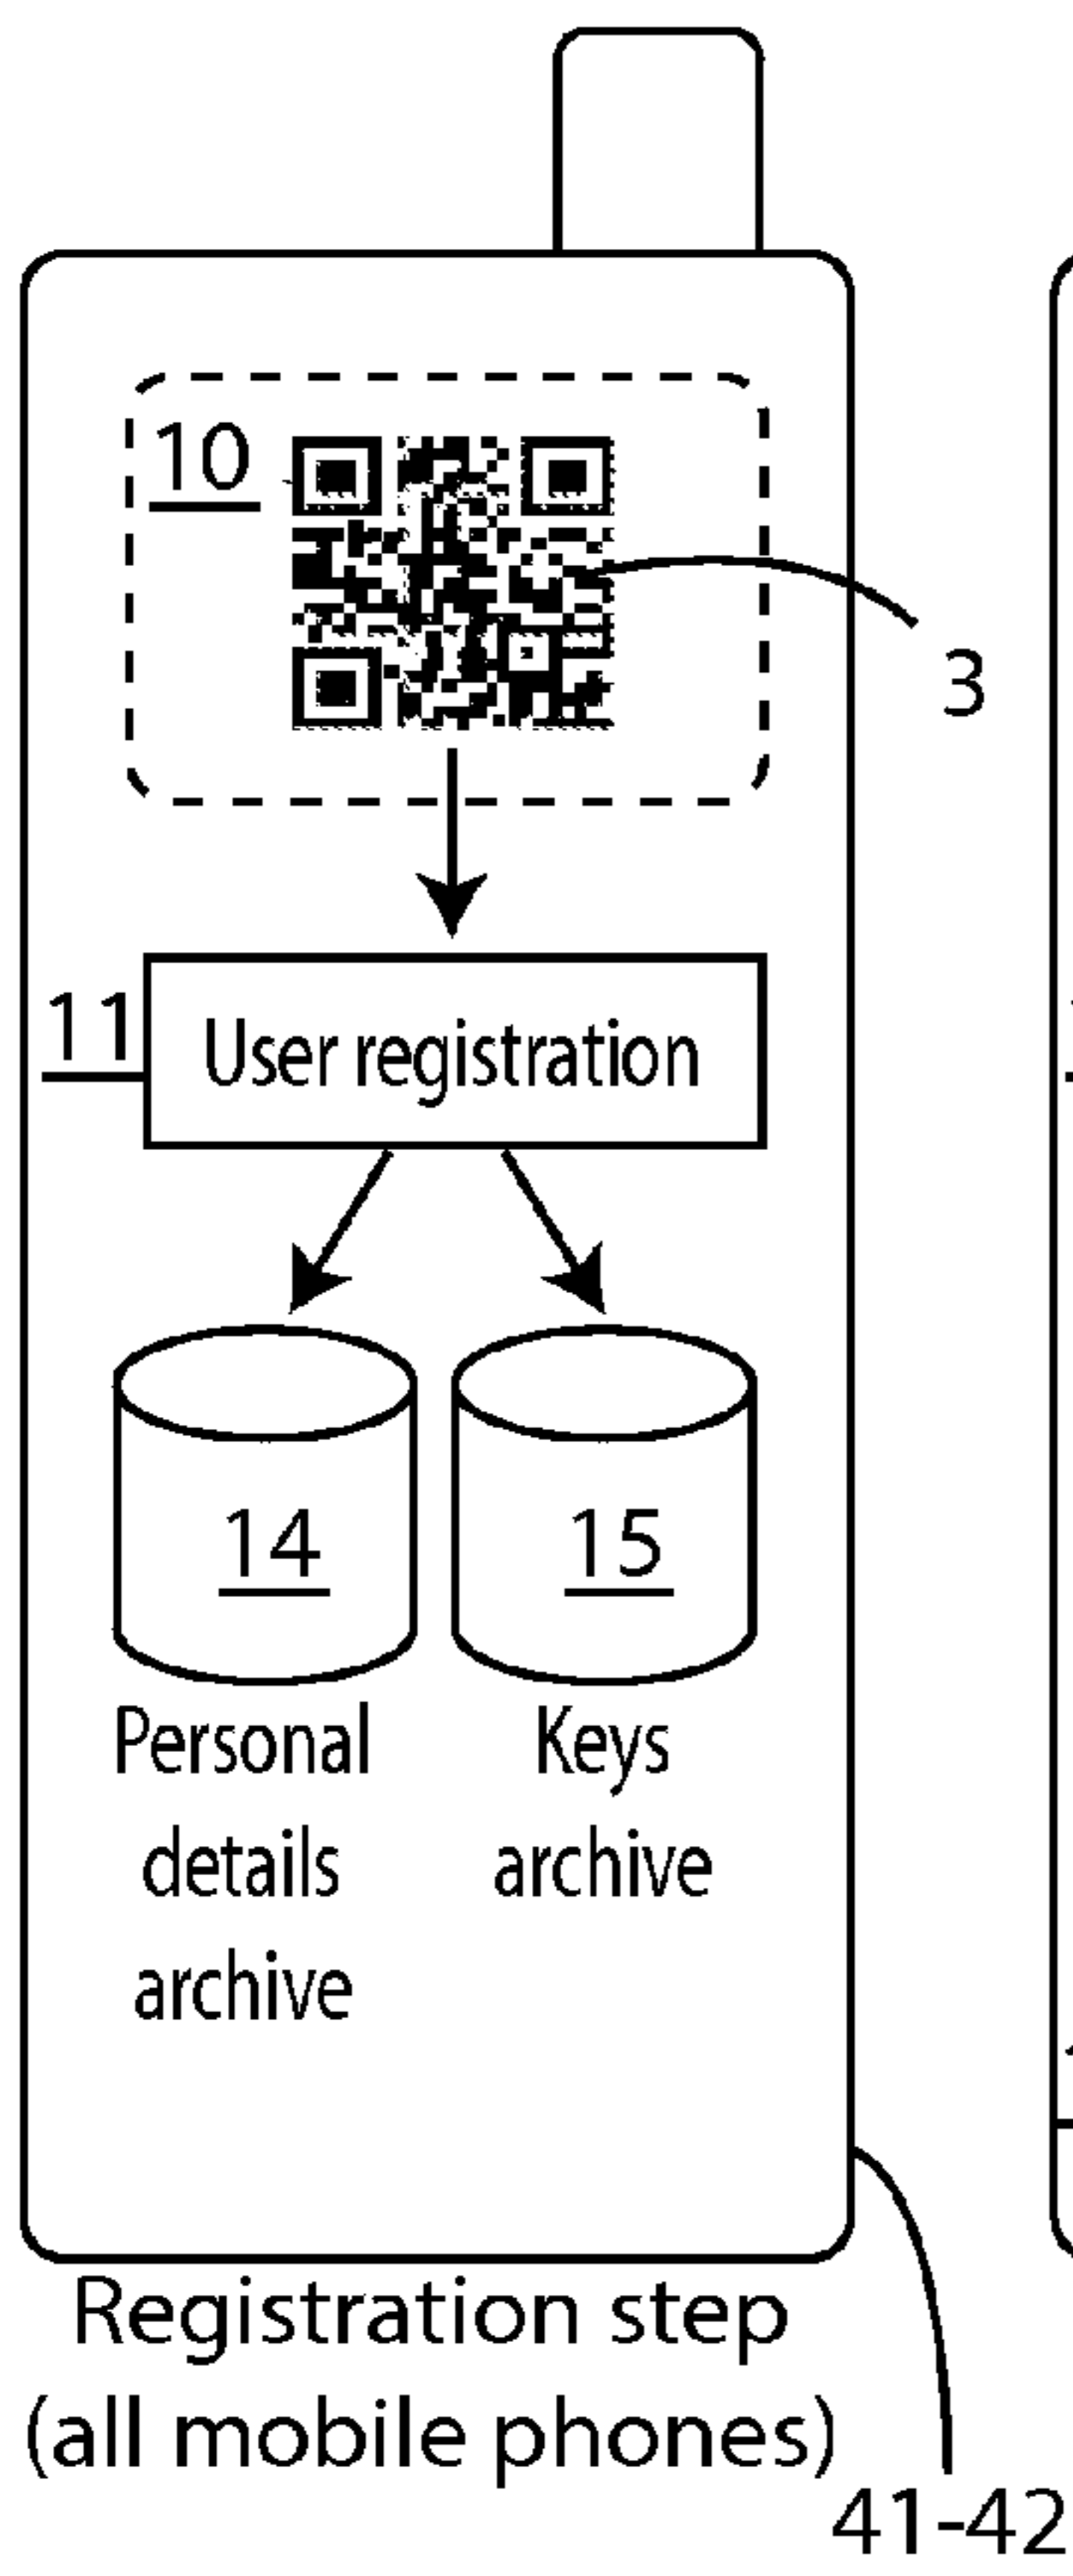 10
3
11 User registration
14 15
Personal Keys
details archive
archive
Registration step
(all mobile phones)
41-42